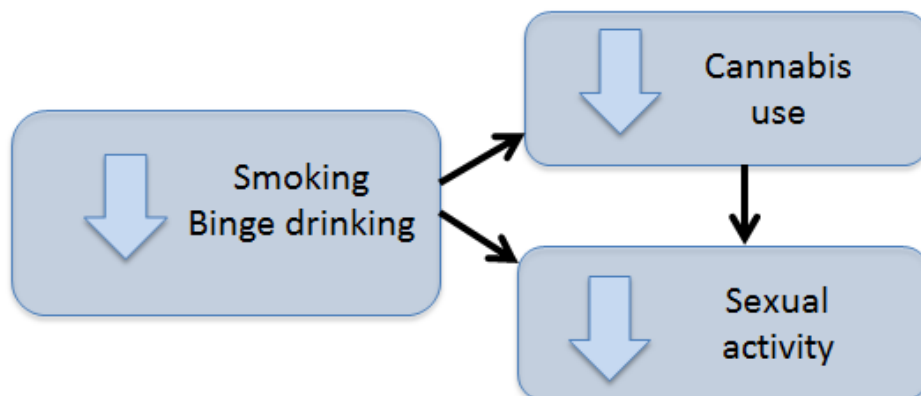 Smoking
Binge drinking
Cannabis
use
Sexual
activity